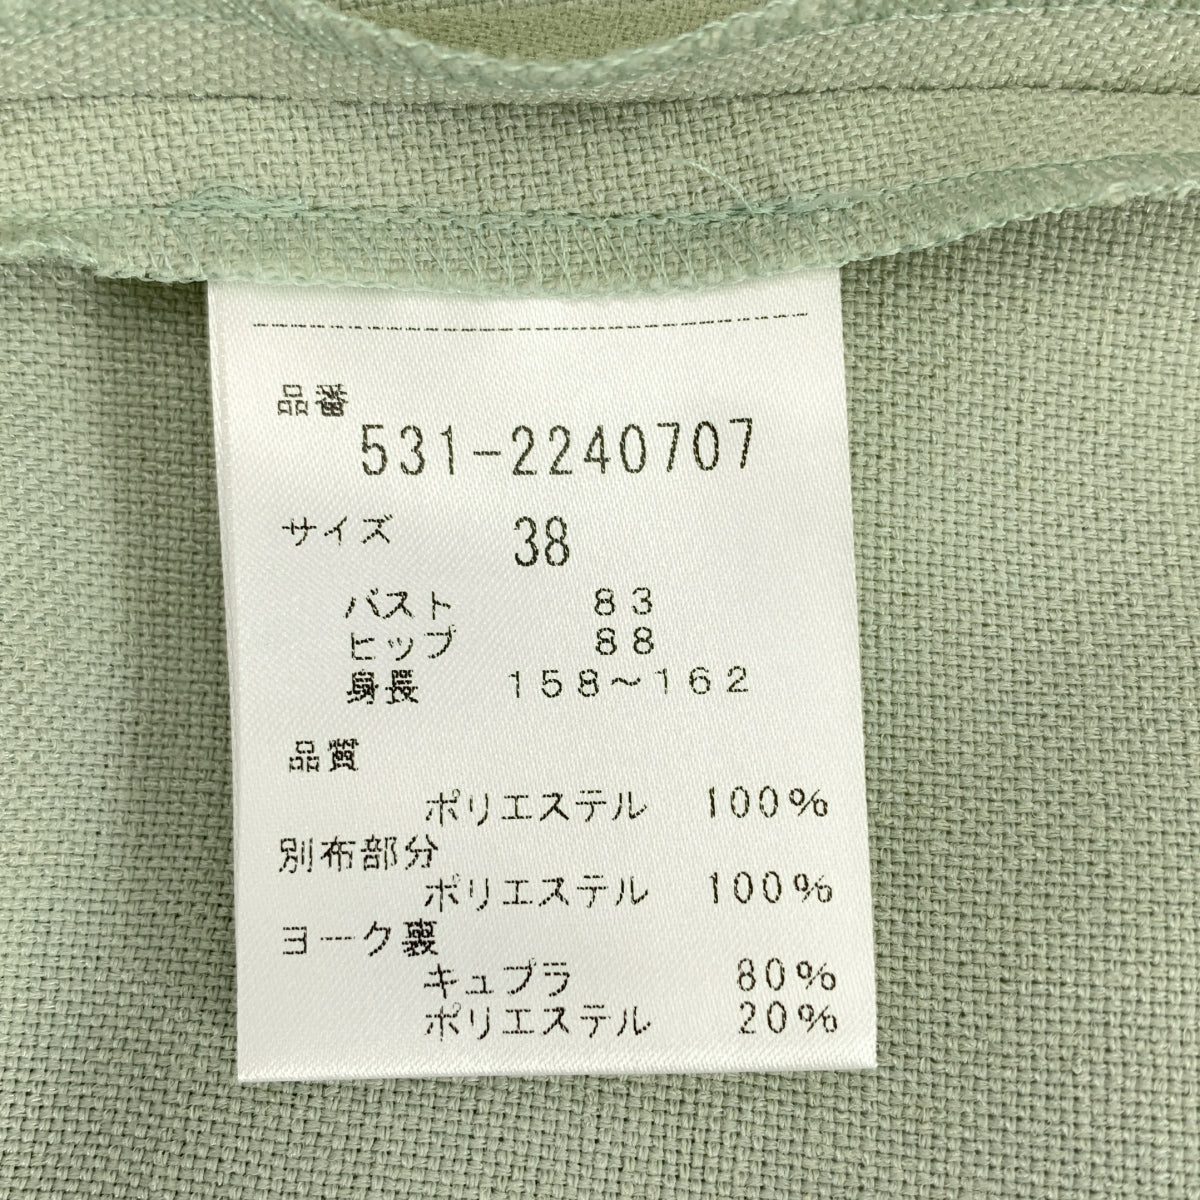 品番
531-2240707
サイズ 38
バスト 83
ヒップ 88
身長 158～162
品質
ポリエステル 100%
別布部分
ポリエステル 100%
ヨーク裏
キュプラ 80%
ポリエステル 20%